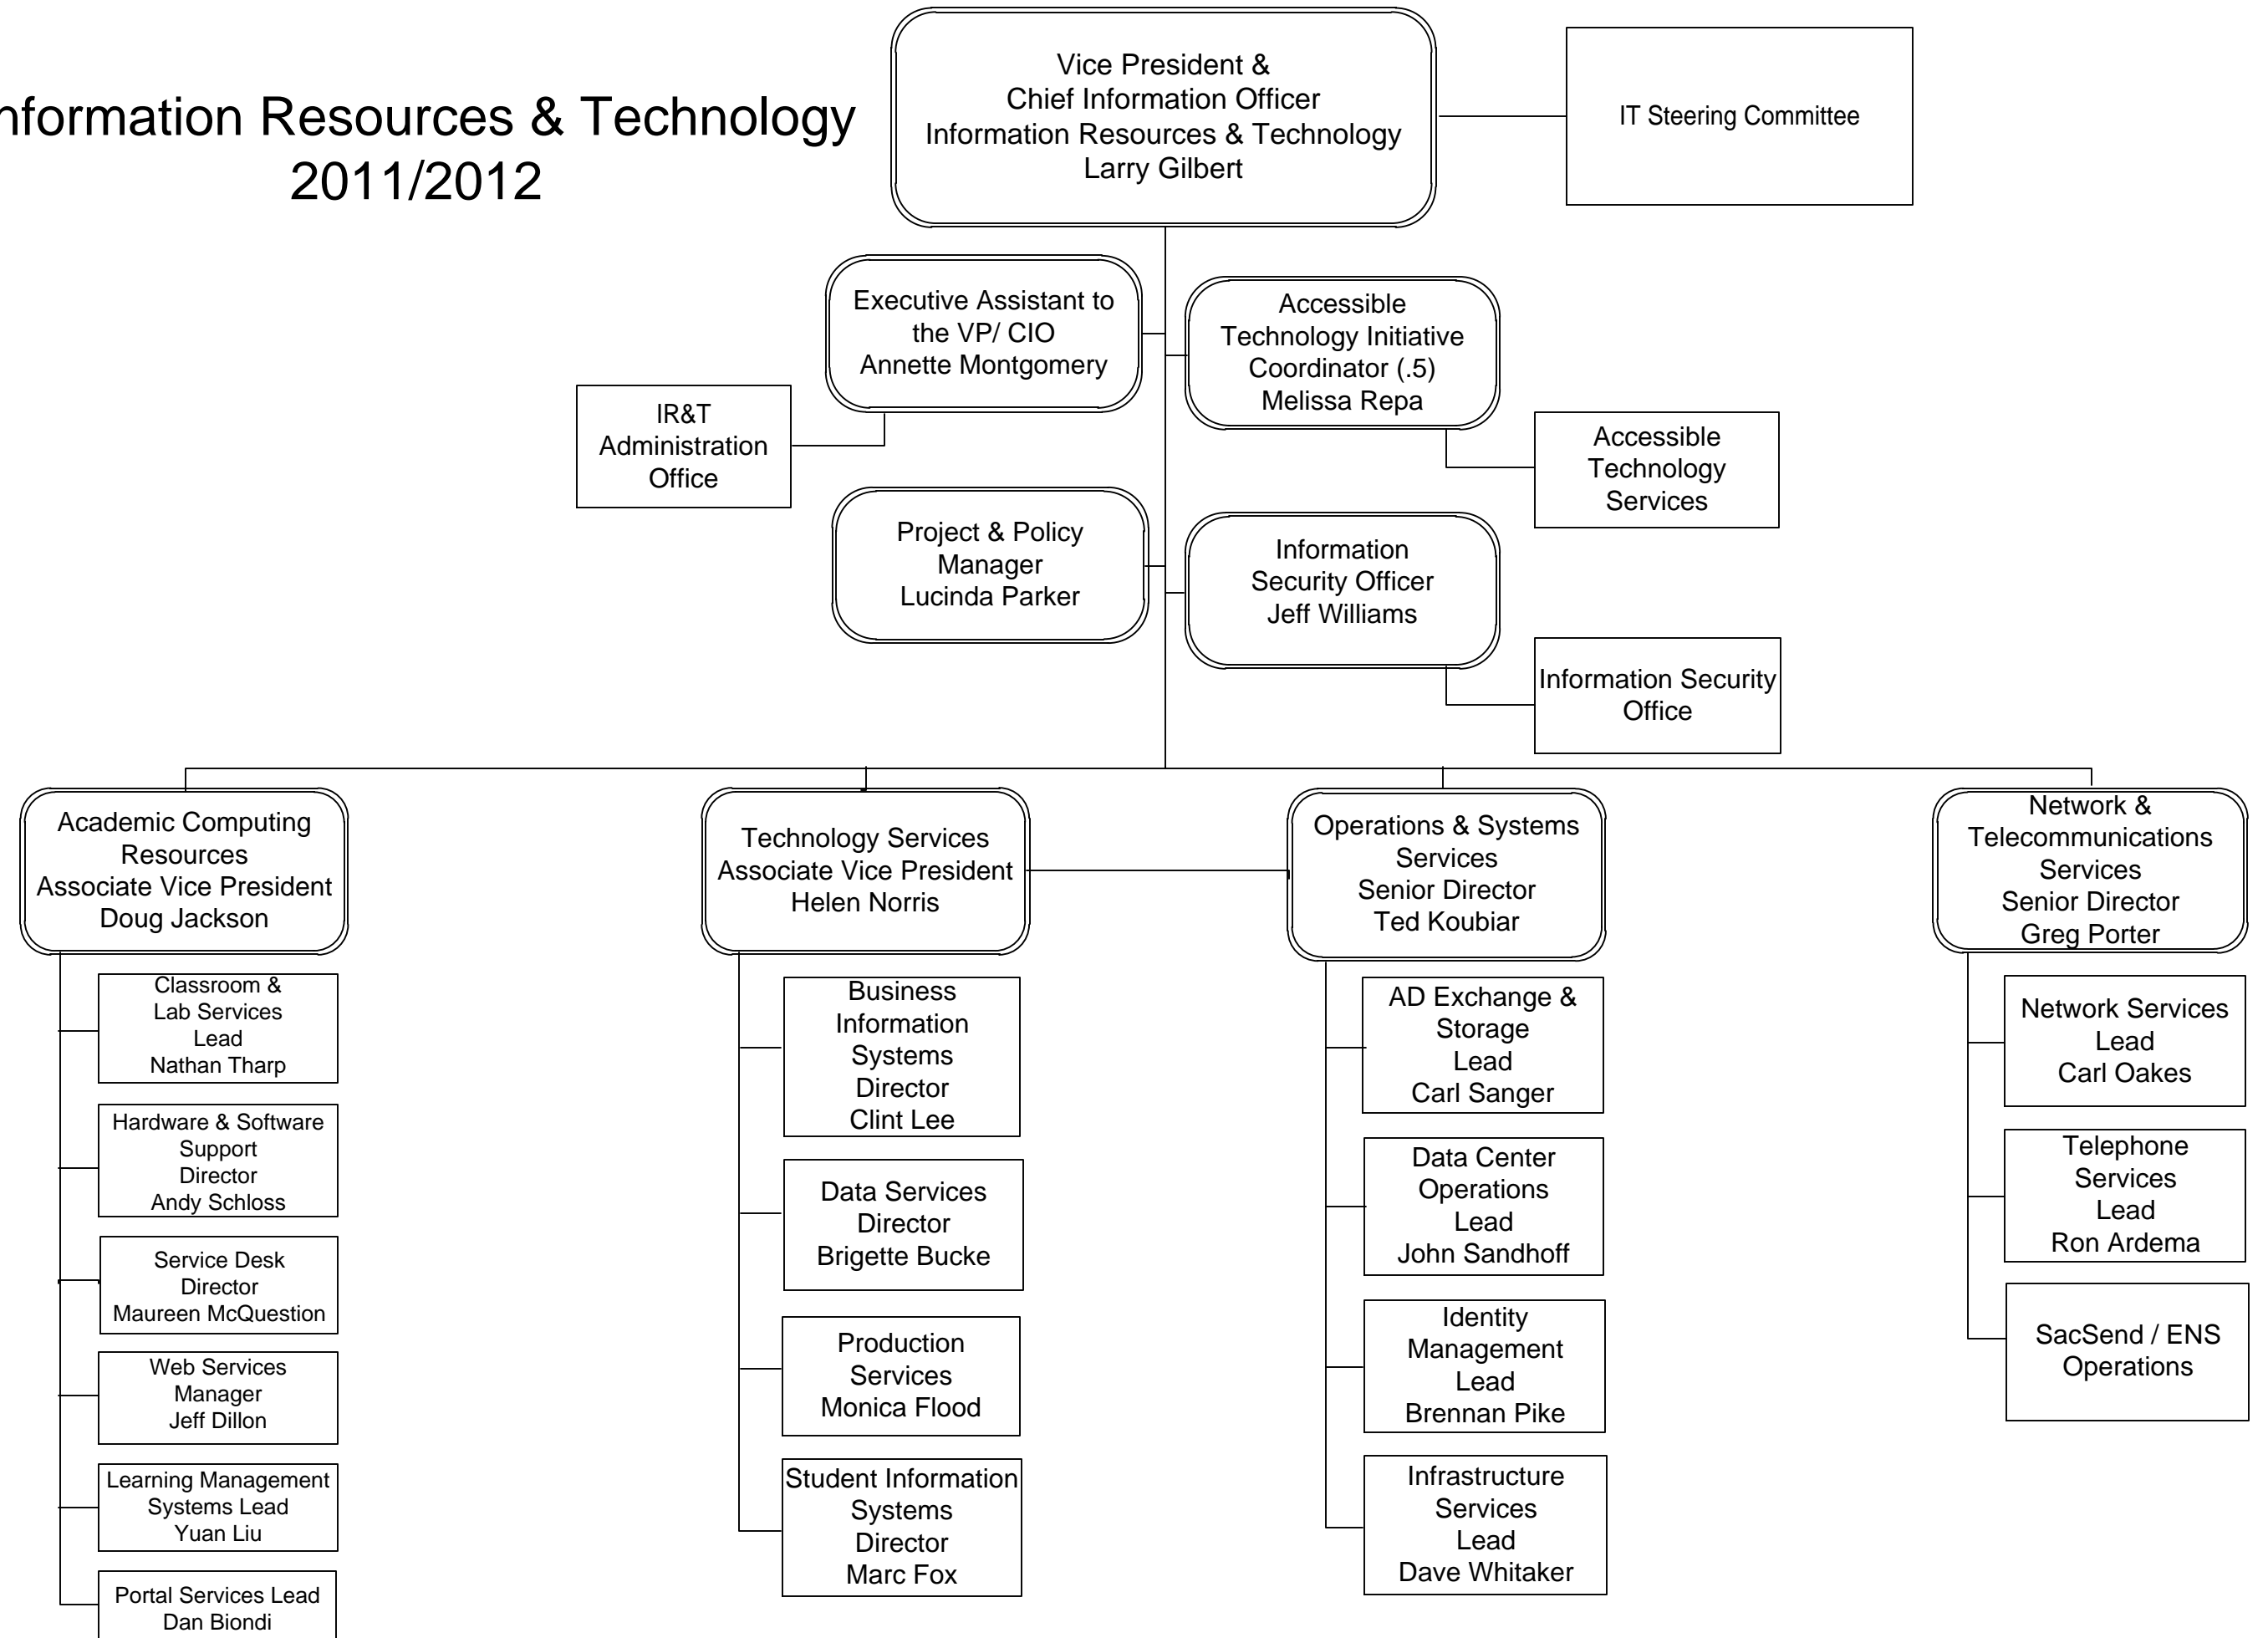 nformation Resources & Technology
2011/2012
Vice President &
Chief Information Officer
Information Resources & Technology
Larry Gilbert
IT Steering Committee
Executive Assistant to
the VP/ CIO
Annette Montgomery
Accessible
Technology Initiative
Coordinator (.5)
Melissa Repa
IR&T
Administration
Office
Accessible
Technology
Services
Project & Policy
Manager
Lucinda Parker
Information
Security Officer
Jeff Williams
Information Security
Office
Academic Computing
Resources
Associate Vice President
Doug Jackson
Technology Services
Associate Vice President
Helen Norris
Operations & Systems
Services
Senior Director
Ted Koubiar
Network &
Telecommunications
Services
Senior Director
Greg Porter
Classroom &
Lab Services
Lead
Nathan Tharp
Hardware & Software
Support
Director
Andy Schloss
Service Desk
Director
Maureen McQuestion
Web Services
Manager
Jeff Dillon
Learning Management
Systems Lead
Yuan Liu
Portal Services Lead
Dan Biondi
Business
Information
Systems
Director
Clint Lee
Data Services
Director
Brigette Bucke
Production
Services
Monica Flood
Student Information
Systems
Director
Marc Fox
AD Exchange &
Storage
Lead
Carl Sanger
Data Center
Operations
Lead
John Sandhoff
Identity
Management
Lead
Brennan Pike
Infrastructure
Services
Lead
Dave Whitaker
Network Services
Lead
Carl Oakes
Telephone
Services
Lead
Ron Ardema
SacSend / ENS
Operations